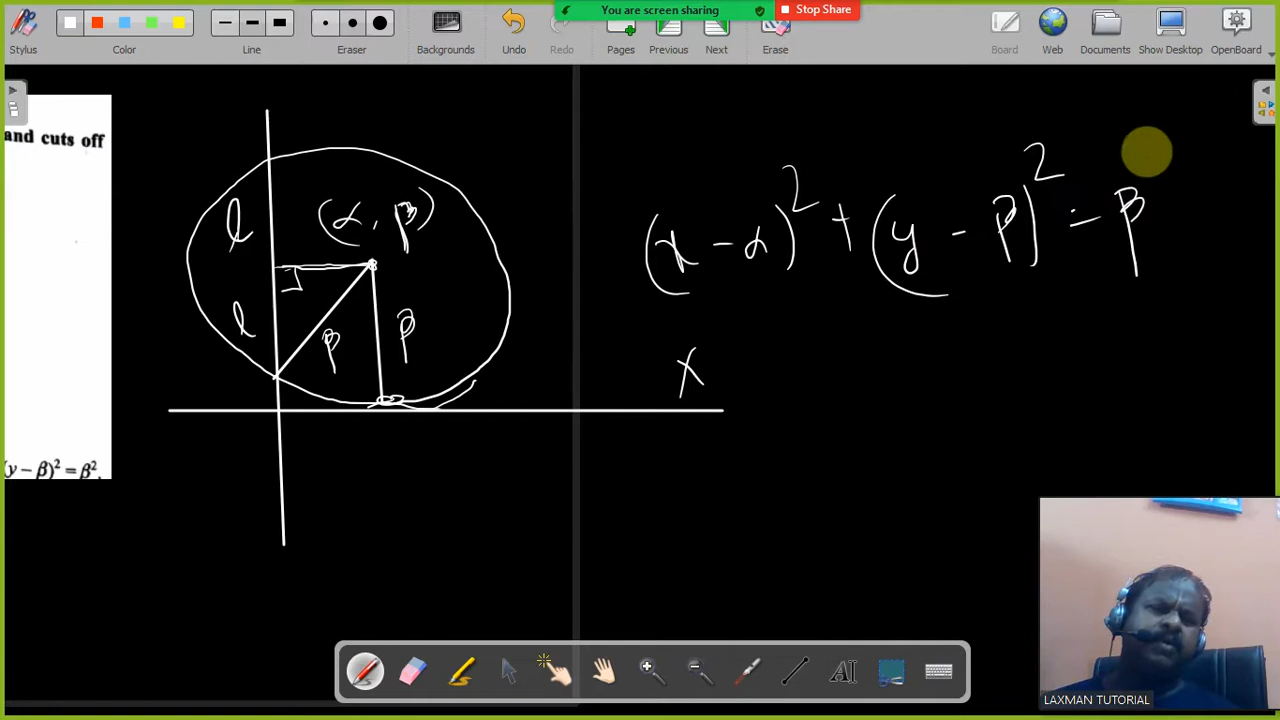 You are screen sharing
Stop Share
Stylus
Color
Line
Eraser
Backgrounds
Undo
Redo
Pages
Previous
Next
Erase
Board
Web
Documents
Show Desktop
OpenBoard
and cuts off
(y – β)² = β².
(α, β)
l
l
β
β
(x – α)² + (y – β)² = β
x
AI
LAXMAN TUTORIAL